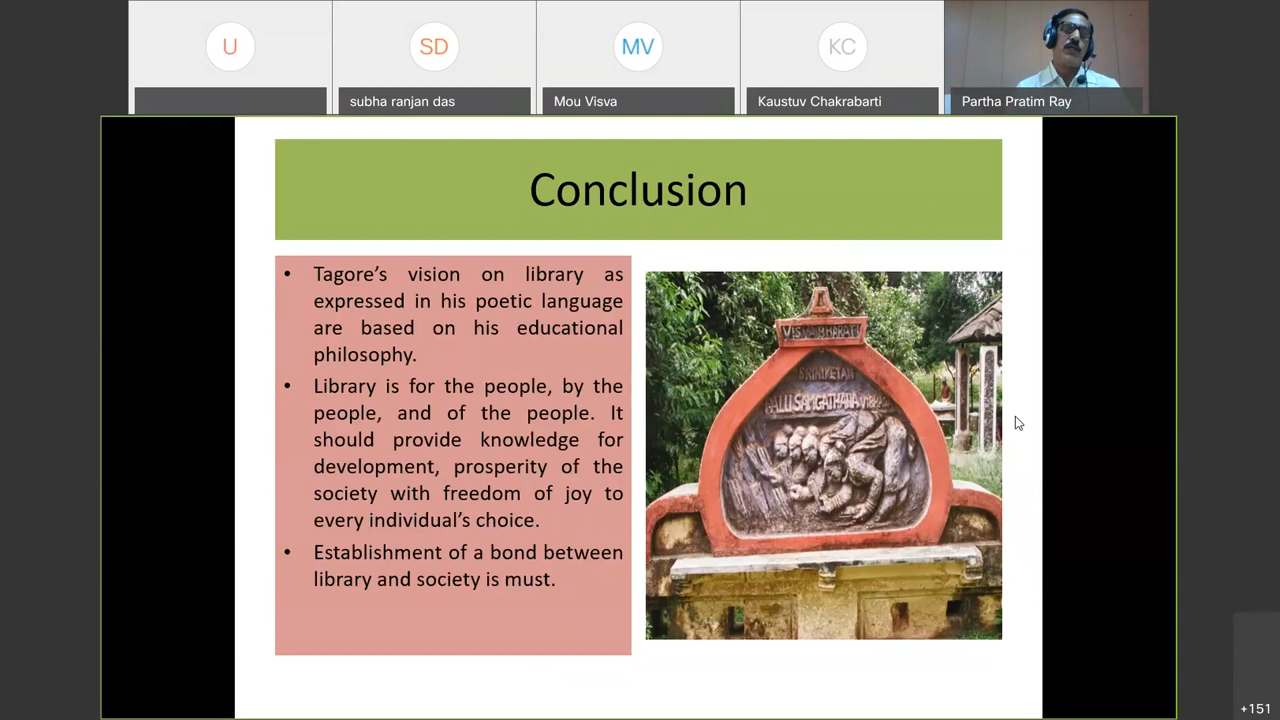 U
SD
MV
KC
subha ranjan das
Mou Visva
Kaustuv Chakrabarti
Partha Pratim Ray
Conclusion
• Tagore’s vision on library as
expressed in his poetic language
are based on his educational
philosophy.
• Library is for the people, by the
people, and of the people. It
should provide knowledge for
development, prosperity of the
society with freedom of joy to
every individual’s choice.
• Establishment of a bond between
library and society is must.
VISVA BHARATI
SRINIKETAN
+151